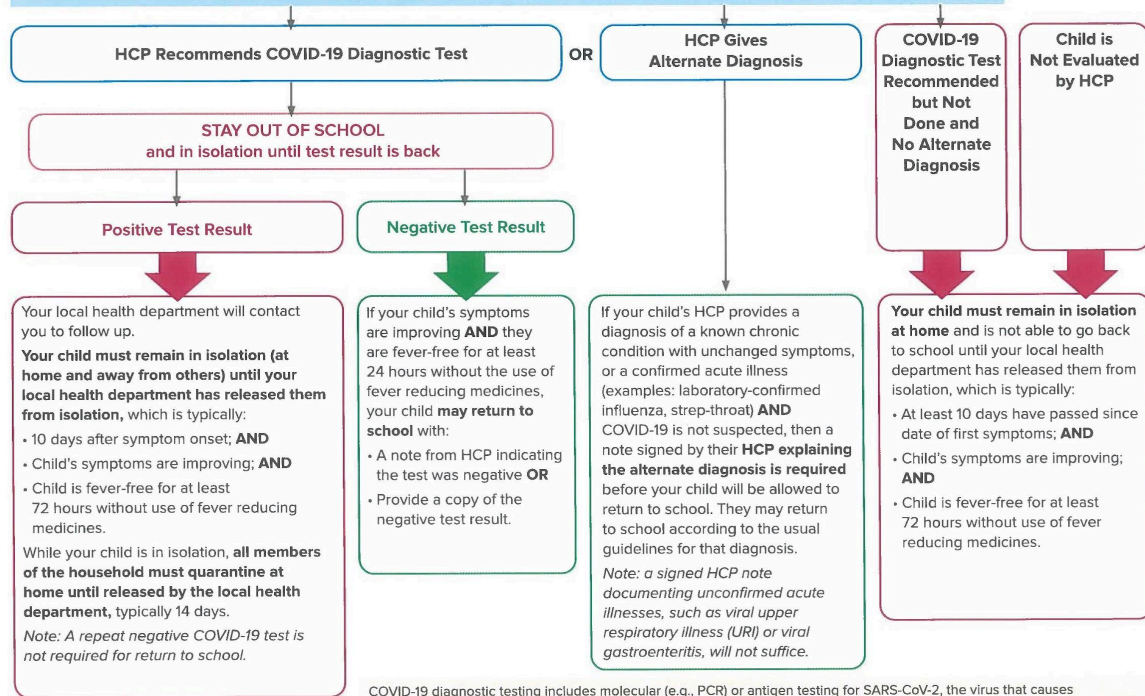 HCP Recommends COVID-19 Diagnostic Test
OR
HCP Gives
Alternate Diagnosis
COVID-19
Diagnostic Test
Recommended
but Not
Done and
No Alternate
Diagnosis
Child is
Not Evaluated
by HCP
STAY OUT OF SCHOOL
and in isolation until test result is back
Positive Test Result
Negative Test Result
Your local health department will contact
you to follow up.
Your child must remain in isolation (at
home and away from others) until your
local health department has released them
from isolation, which is typically:
• 10 days after symptom onset; AND
• Child's symptoms are improving; AND
• Child is fever-free for at least
72 hours without use of fever reducing
medicines.
While your child is in isolation, all members
of the household must quarantine at
home until released by the local health
department, typically 14 days.
Note: A repeat negative COVID-19 test is
not required for return to school.
If your child's symptoms
are improving AND they
are fever-free for at least
24 hours without the use of
fever reducing medicines,
your child may return to
school with:
• A note from HCP indicating
the test was negative OR
• Provide a copy of the
negative test result.
If your child's HCP provides a
diagnosis of a known chronic
condition with unchanged symptoms,
or a confirmed acute illness
(examples: laboratory-confirmed
influenza, strep-throat) AND
COVID-19 is not suspected, then a
note signed by their HCP explaining
the alternate diagnosis is required
before your child will be allowed to
return to school. They may return
to school according to the usual
guidelines for that diagnosis.
Note: a signed HCP note
documenting unconfirmed acute
illnesses, such as viral upper
respiratory illness (URI) or viral
gastroenteritis, will not suffice.
Your child must remain in isolation
at home and is not able to go back
to school until your local health
department has released them from
isolation, which is typically:
• At least 10 days have passed since
date of first symptoms; AND
• Child's symptoms are improving;
AND
• Child is fever-free for at least
72 hours without use of fever
reducing medicines.
COVID-19 diagnostic testing includes molecular (e.g., PCR) or antigen testing for SARS-CoV-2, the virus that causes